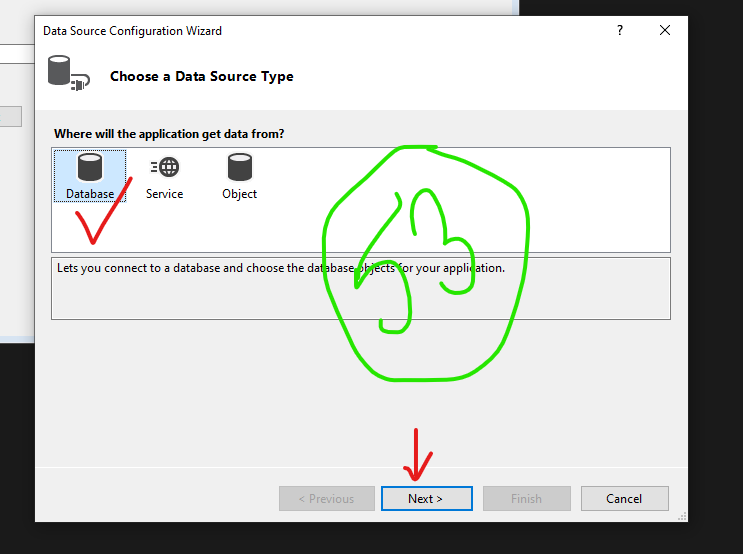 Data Source Configuration Wizard
?
Choose a Data Source Type
Where will the application get data from?
Database Service Object
53
Lets you connect to a database and choose the database objects for your application.
< Previous Next > Finish Cancel